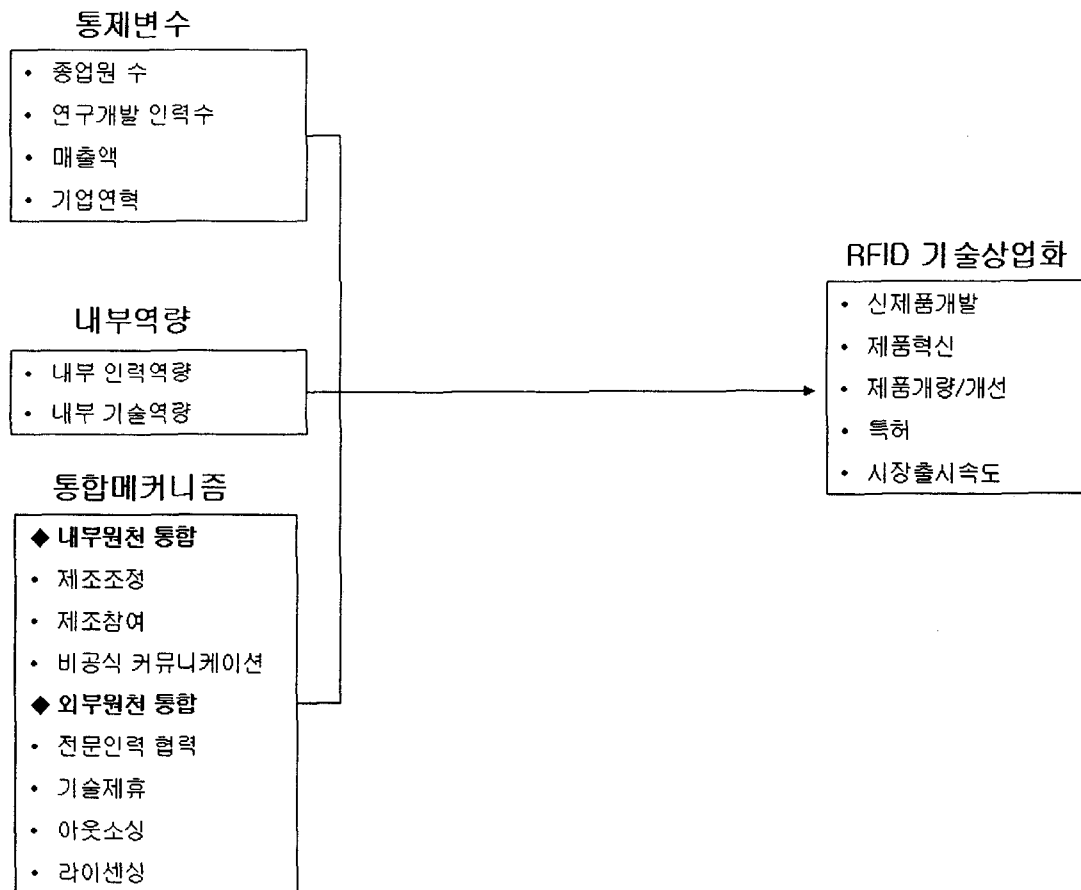 통제변수
• 종업원 수
• 연구개발 인력수
• 매출액
• 기업연혁
내부역량
• 내부 인력역량
• 내부 기술역량
통합메커니즘
◆ 내부원천 통합
• 제조조정
• 제조참여
• 비공식 커뮤니케이션
◆ 외부원천 통합
• 전문인력 협력
• 기술제휴
• 아웃소싱
• 라이센싱
RFID 기술상업화
• 신제품개발
• 제품혁신
• 제품개량/개선
• 특허
• 시장출시속도